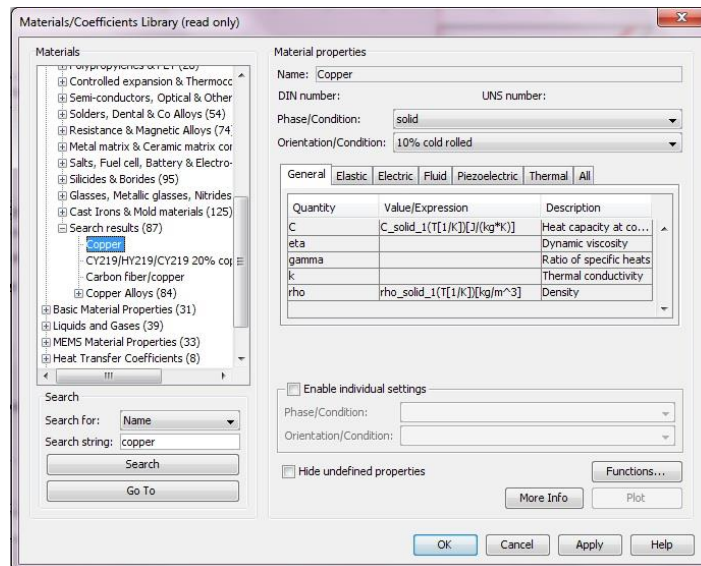 Materials/Coefficients Library (read only)
Materials
Controlled expansion & Thermocc
Semi-conductors, Optical & Other
Solders, Dental & Co Alloys (54)
Resistance & Magnetic Alloys (74)
Metal matrix & Ceramic matrix cor
Salts, Fuel cell, Battery & Electro-
Silicides & Borides (95)
Glasses, Metallic glasses, Nitrides
Cast Irons & Mold materials (125)
Search results (87)
Copper
CY219/HY219/CY219 20% cop
Carbon fiber/copper
Copper Alloys (84)
Basic Material Properties (31)
Liquids and Gases (39)
MEMS Material Properties (33)
Heat Transfer Coefficients (8)
Search
Search for: Name
Search string: copper
Search
Go To
Material properties
Name: Copper
DIN number: UNS number:
Phase/Condition: solid
Orientation/Condition: 10% cold rolled
General Elastic Electric Fluid Piezoelectric Thermal All
Quantity Value/Expression Description
C C_solid_1(T[1/K])[J/(kg*K)] Heat capacity at co...
eta Dynamic viscosity
gamma Ratio of specific heats
k Thermal conductivity
rho rho_solid_1(T[1/K])[kg/m^3] Density
Enable individual settings
Phase/Condition:
Orientation/Condition:
Hide undefined properties
Functions...
More Info Plot
OK Cancel Apply Help